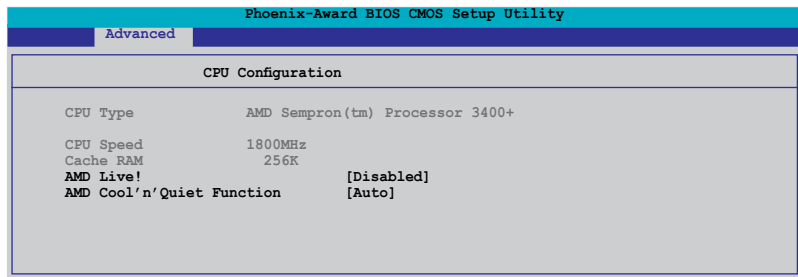 Phoenix-Award BIOS CMOS Setup Utility
Advanced
CPU Configuration
CPU Type AMD Sempron(tm) Processor 3400+
CPU Speed 1800MHz
Cache RAM 256K
AMD Live! [Disabled]
AMD Cool'n'Quiet Function [Auto]